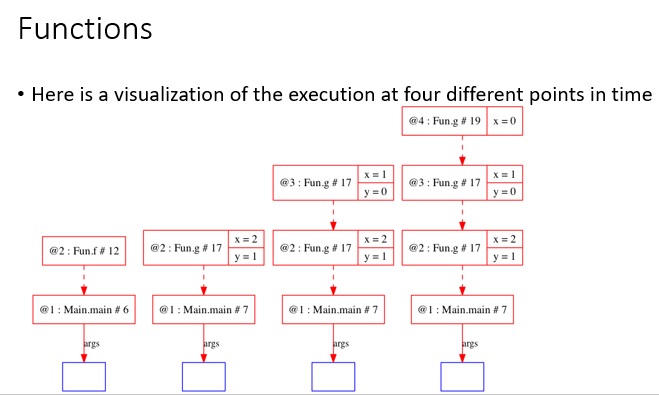 Functions
• Here is a visualization of the execution at four different points in time
@4 : Fun.g # 19 x = 0
@3 : Fun.g # 17 x = 1 y = 0
@3 : Fun.g # 17 x = 1 y = 0
@2 : Fun.f # 12
@2 : Fun.g # 17 x = 2 y = 1
@2 : Fun.g # 17 x = 2 y = 1
@2 : Fun.g # 17 x = 2 y = 1
@1 : Main.main # 6
@1 : Main.main # 7
@1 : Main.main # 7
@1 : Main.main # 7
args
args
args
args